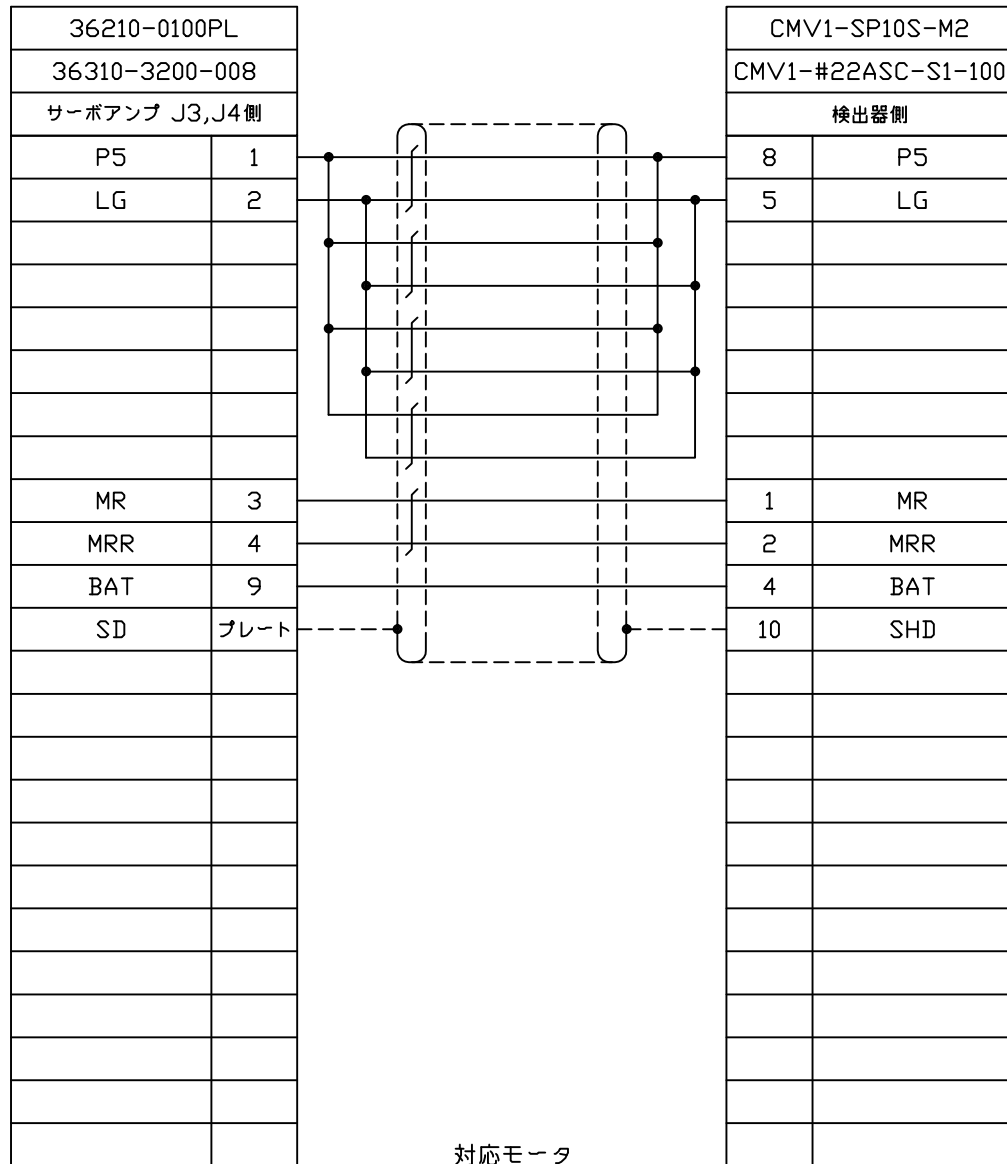 36210-0100PL CMV1-SP10S-M2
36310-3200-008 CMV1-#22ASC-S1-100
サーボアンプ J3,J4側 検出器側
P5 1 8 P5
LG 2 5 LG
MR 3 1 MR
MRR 4 2 MRR
BAT 9 4 BAT
SD プレート 10 SHD
対応モータ